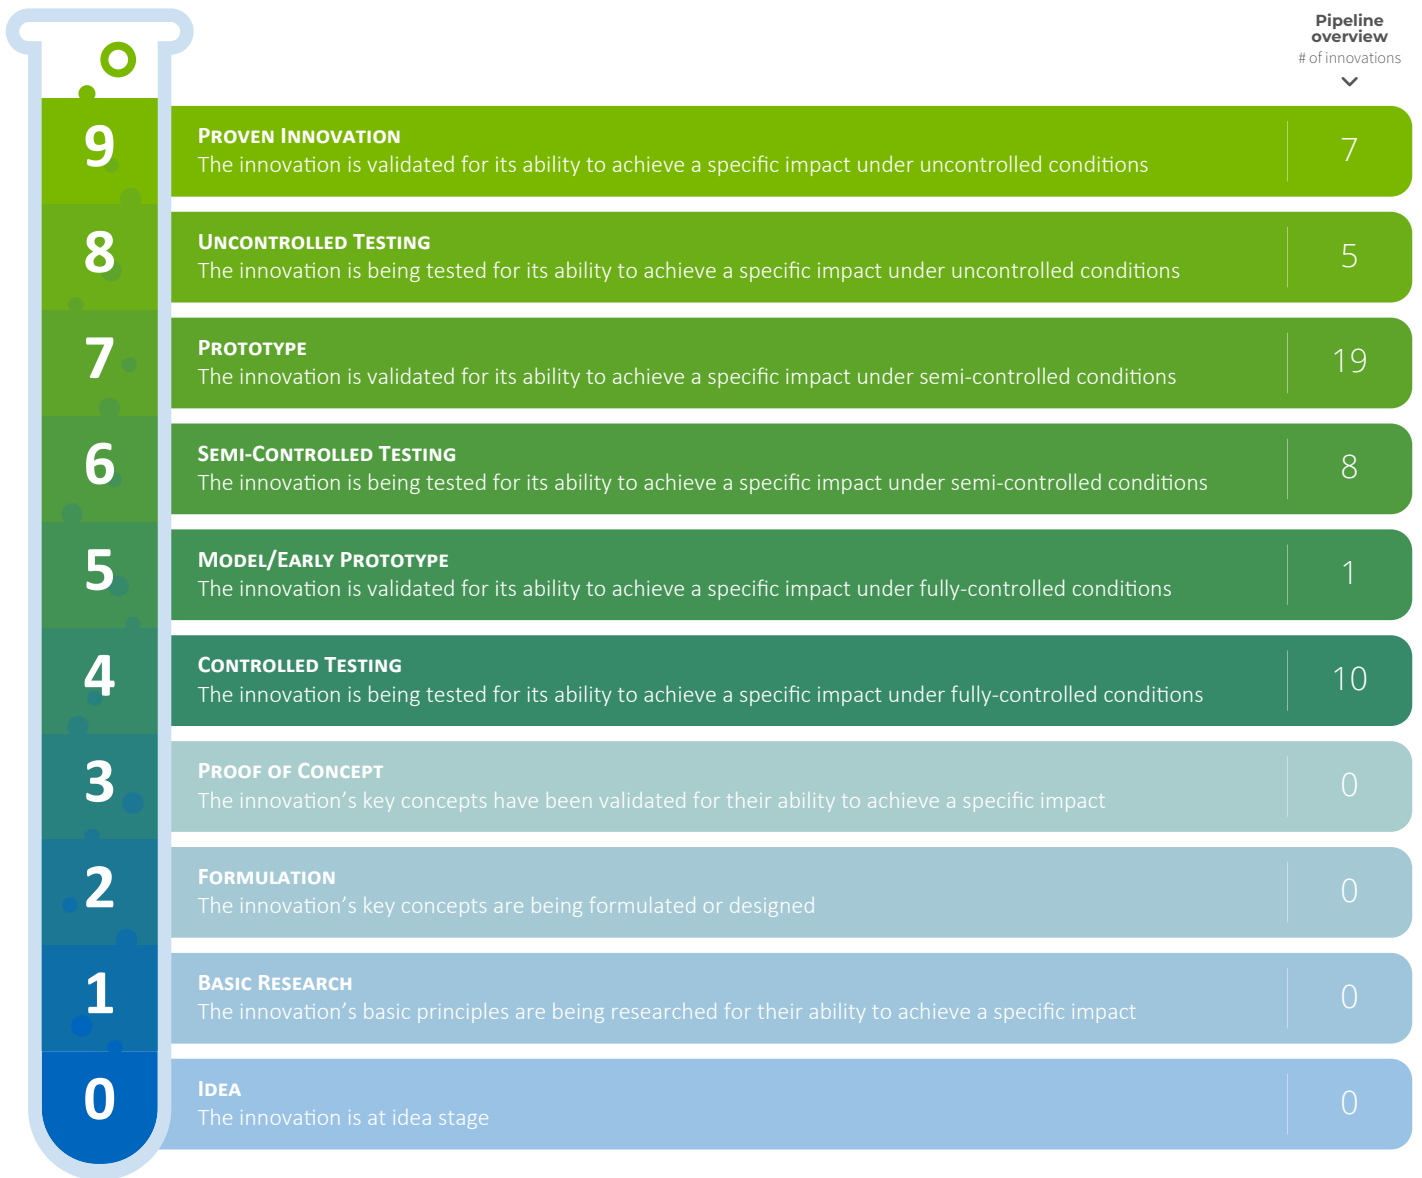 Pipeline
overview
# of innovations
9
PROVEN INNOVATION
The innovation is validated for its ability to achieve a specific impact under uncontrolled conditions
7
8
UNCONTROLLED TESTING
The innovation is being tested for its ability to achieve a specific impact under uncontrolled conditions
5
7
PROTOTYPE
The innovation is validated for its ability to achieve a specific impact under semi-controlled conditions
19
6
SEMI-CONTROLLED TESTING
The innovation is being tested for its ability to achieve a specific impact under semi-controlled conditions
8
5
MODEL/EARLY PROTOTYPE
The innovation is validated for its ability to achieve a specific impact under fully-controlled conditions
1
4
CONTROLLED TESTING
The innovation is being tested for its ability to achieve a specific impact under fully-controlled conditions
10
3
PROOF OF CONCEPT
The innovation’s key concepts have been validated for their ability to achieve a specific impact
0
2
FORMULATION
The innovation’s key concepts are being formulated or designed
0
1
BASIC RESEARCH
The innovation’s basic principles are being researched for their ability to achieve a specific impact
0
0
IDEA
The innovation is at idea stage
0